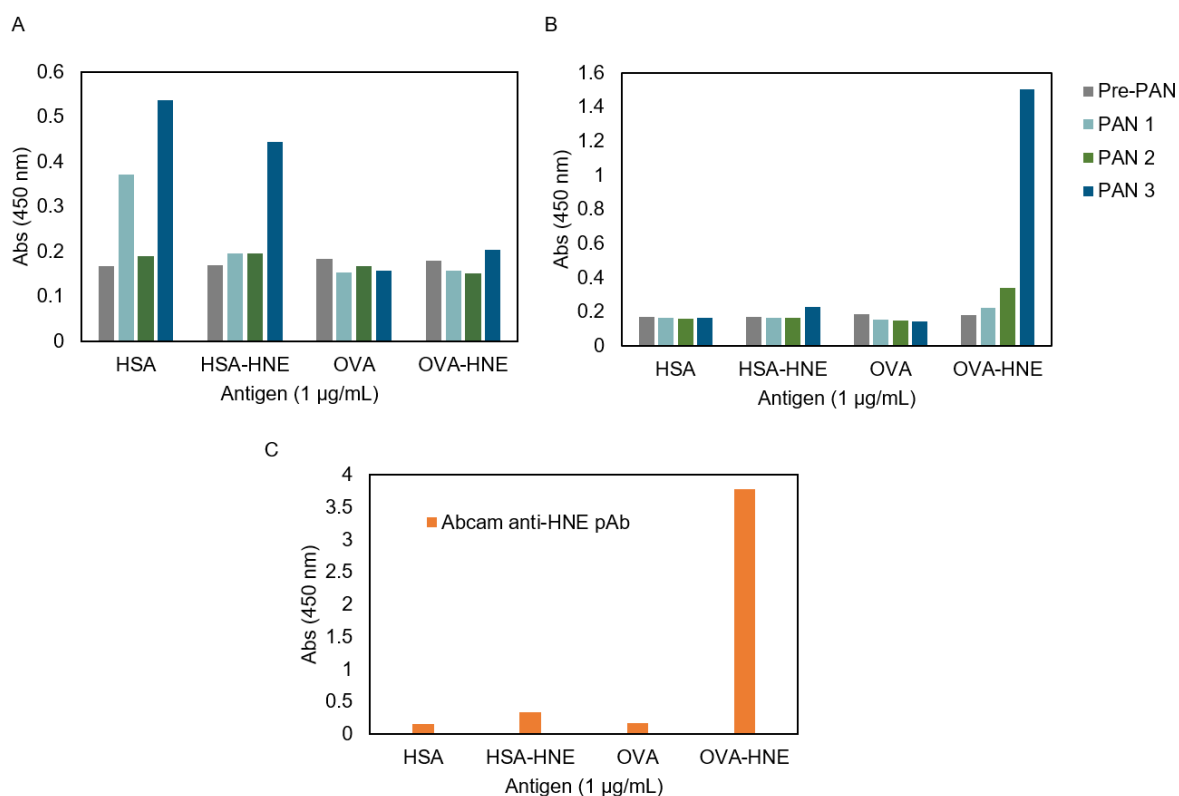 A
0.6
0.5
0.4
0.3
0.2
0.1
0
Abs (450 nm)
HSA HSA-HNE OVA OVA-HNE
Antigen (1 µg/mL)
B
1.6
1.4
1.2
1
0.8
0.6
0.4
0.2
0
Abs (450 nm)
HSA HSA-HNE OVA OVA-HNE
Antigen (1 µg/mL)
Pre-PAN
PAN 1
PAN 2
PAN 3
C
4
3.5
3
2.5
2
1.5
1
0.5
0
Abs (450 nm)
Abcam anti-HNE pAb
HSA HSA-HNE OVA OVA-HNE
Antigen (1 µg/mL)